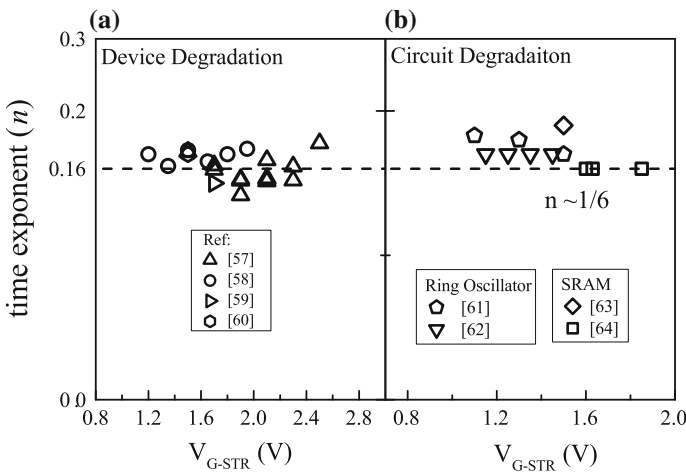 (a)
(b)
Device Degradation
Circuit Degradaiton
0.3
0.2
0.16
0.0
0
time exponent (n)
n ~1/6
Ref:
[57]
[58]
[59]
[60]
Ring Oscillator
[61]
[62]
SRAM
[63]
[64]
0.8 1.2 1.6 2.0 2.4 2.8
0.8 1.2 1.6 2.0
V_G-STR (V)
V_G-STR (V)